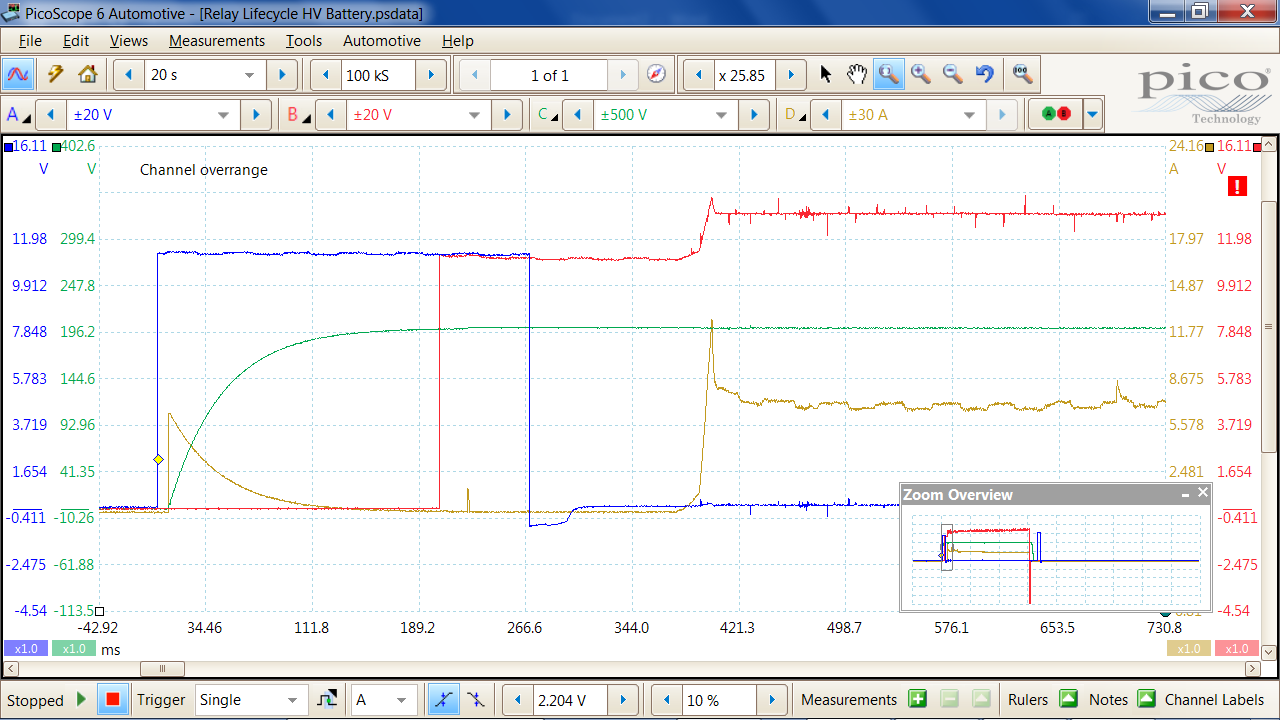 PicoScope 6 Automotive - [Relay Lifecycle HV Battery.psdata]
File Edit Views Measurements Tools Automotive Help
20 s 100 kS 1 of 1 x 25.85
pico
Technology
A ±20 V B ±20 V C ±500 V D ±30 A
16.11 402.6 24.16 16.11
V V A V
Channel overrange
11.98 299.4 17.97 11.98
9.912 247.8 14.87 9.912
7.848 196.2 11.77 7.848
5.783 144.6 8.675 5.783
3.719 92.96 5.578 3.719
1.654 41.35 2.481 1.654
Zoom Overview
-0.411 -10.26 -0.411
-2.475 -61.88 -2.475
-4.54 -113.5 -4.54
-42.92 34.46 111.8 189.2 266.6 344.0 421.3 498.7 576.1 653.5 730.8
x1.0 x1.0 ms x1.0 x1.0
Stopped Trigger Single A 2.204 V 10 % Measurements Rulers Notes Channel Labels